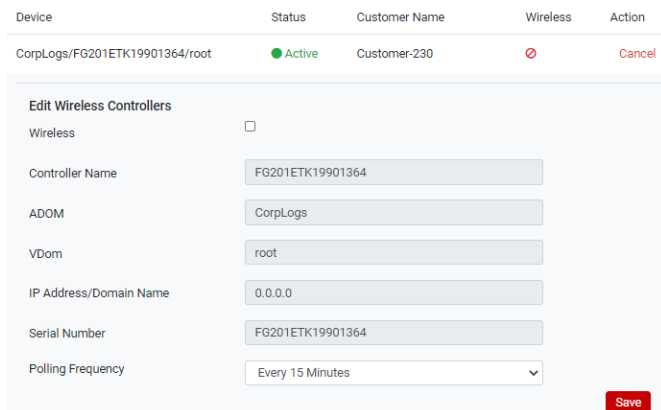 Device Status Customer Name Wireless Action
CorpLogs/FG201ETK19901364/root Active Customer-230 Cancel
Edit Wireless Controllers
Wireless
Controller Name FG201ETK19901364
ADOM CorpLogs
VDom root
IP Address/Domain Name 0.0.0.0
Serial Number FG201ETK19901364
Polling Frequency Every 15 Minutes
Save